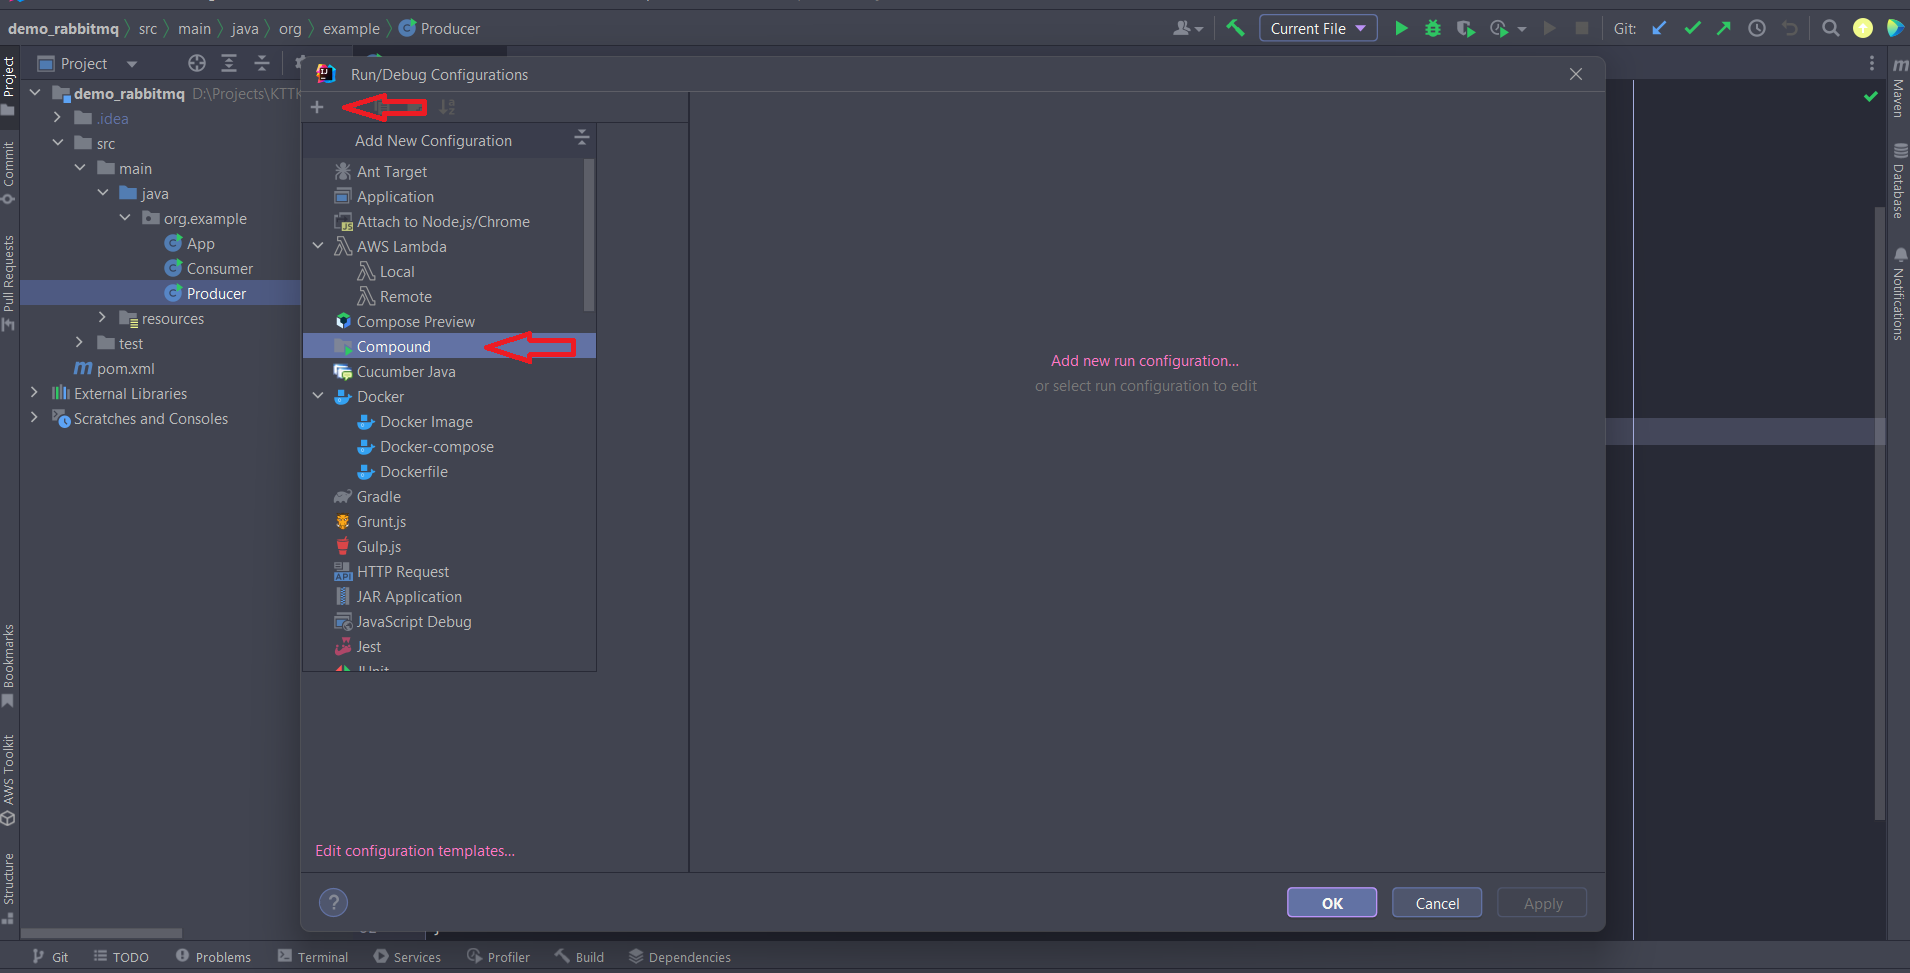 demo_rabbitmq
src
main
java
org
example
Producer
Current File
Git:
Project
Run/Debug Configurations
demo_rabbitmq D:\Projects\KTTK
.idea
src
main
java
org.example
App
Consumer
Producer
resources
test
pom.xml
External Libraries
Scratches and Consoles
Add New Configuration
Ant Target
Application
Attach to Node.js/Chrome
AWS Lambda
Local
Remote
Compose Preview
Compound
Cucumber Java
Docker
Docker Image
Docker-compose
Dockerfile
Gradle
Grunt.js
Gulp.js
HTTP Request
JAR Application
JavaScript Debug
Jest
JUnit
Edit configuration templates...
Add new run configuration...
or select run configuration to edit
?
OK
Cancel
Apply
Project
Commit
Pull Requests
Bookmarks
AWS Toolkit
Structure
Maven
Database
Notifications
Git
TODO
Problems
Terminal
Services
Profiler
Build
Dependencies